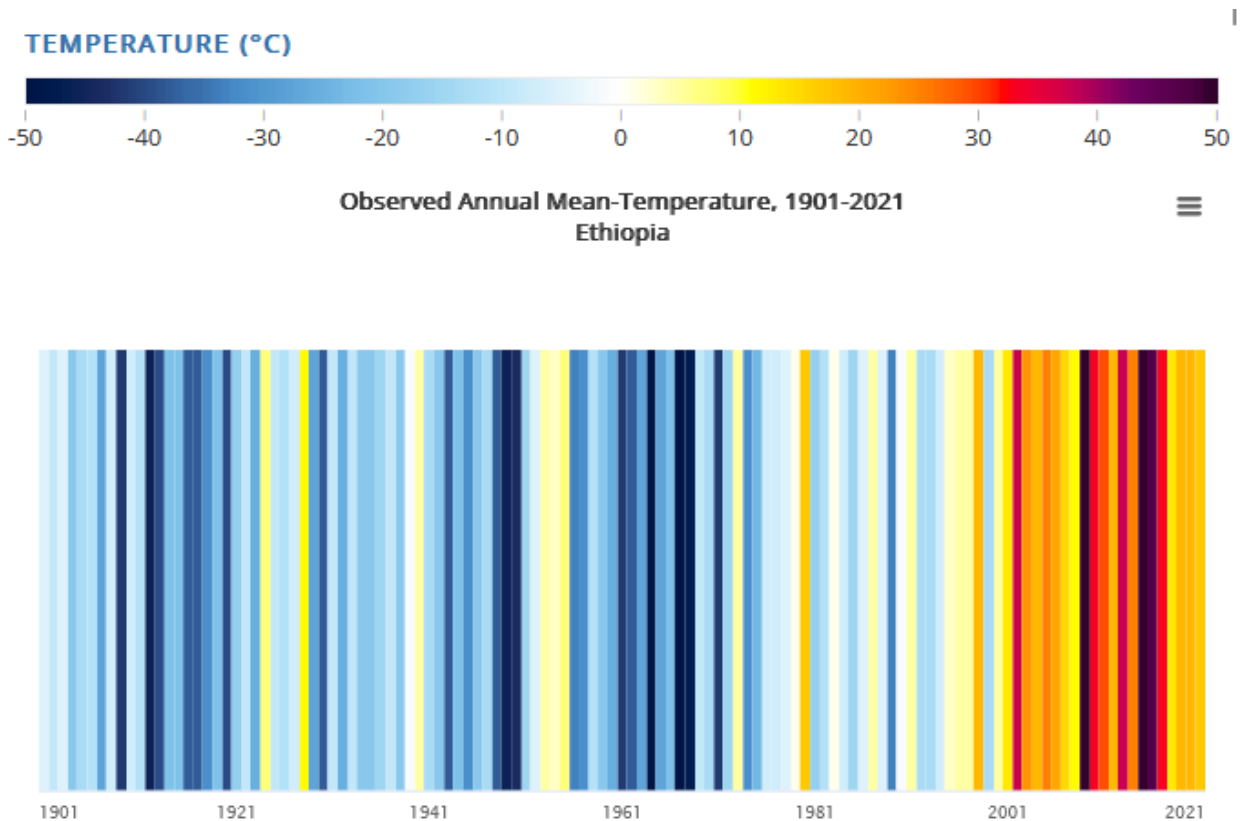 TEMPERATURE (°C)
-50 -40 -30 -20 -10 0 10 20 30 40 50
Observed Annual Mean-Temperature, 1901-2021
Ethiopia
1901 1921 1941 1961 1981 2001 2021